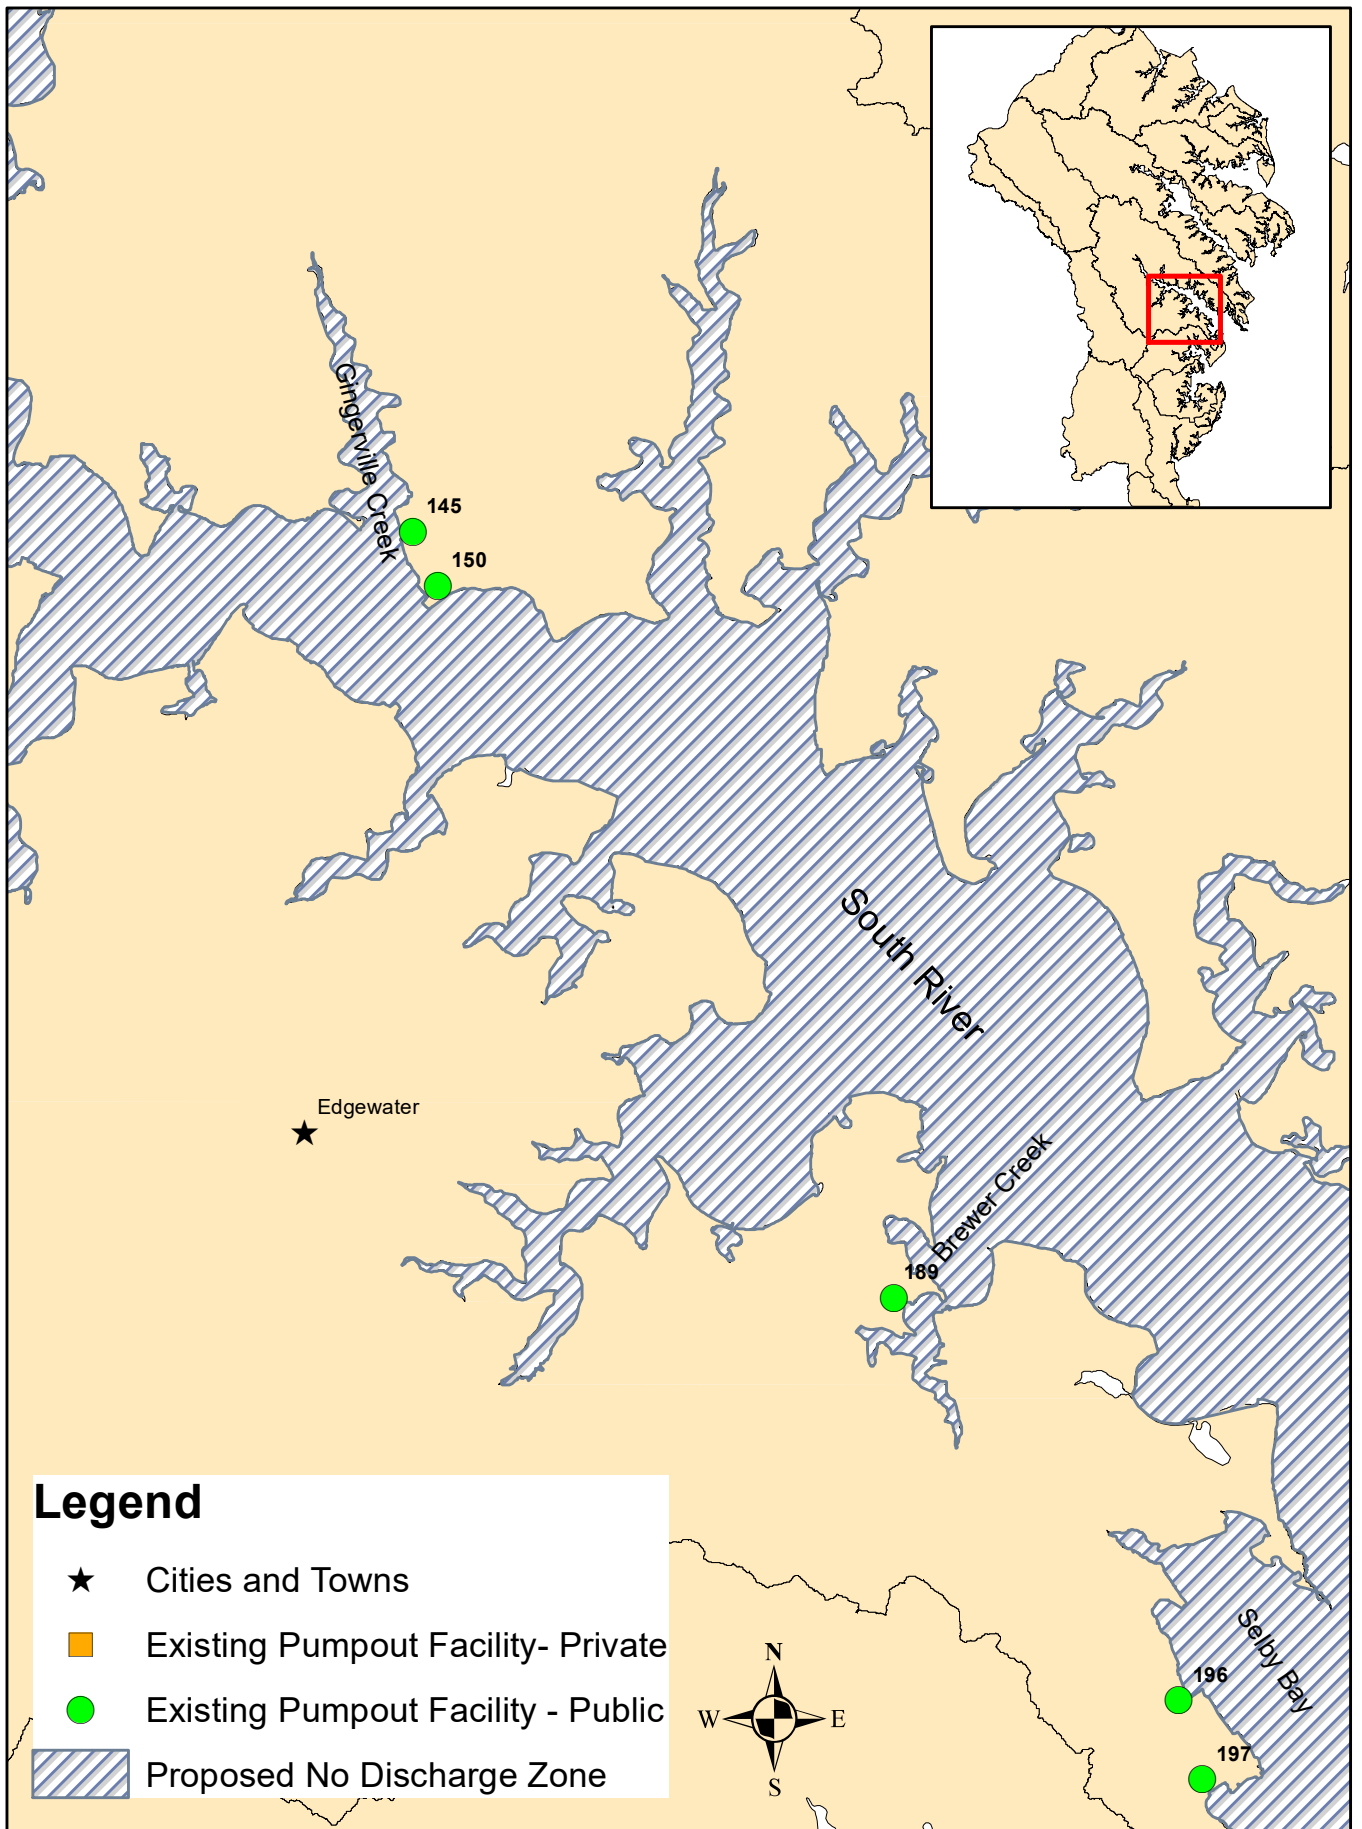 Gingerville Creek
145
150
South River
Edgewater
Brewer Creek
189
Legend
Cities and Towns
Existing Pumpout Facility- Private
Existing Pumpout Facility - Public
Proposed No Discharge Zone
N
W
E
S
Selby Bay
196
197